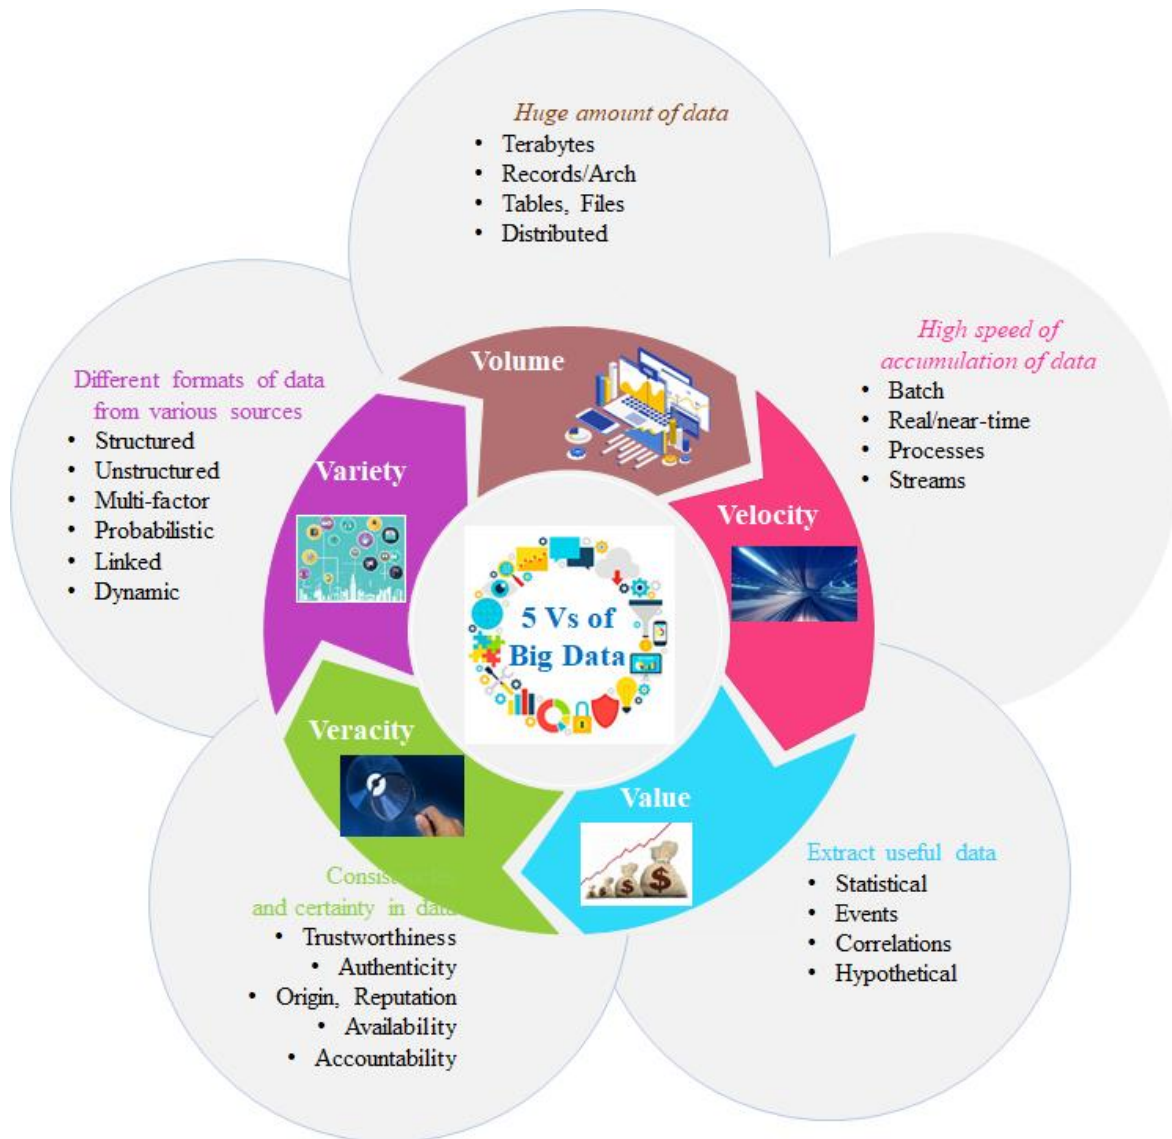 Huge amount of data
• Terabytes
• Records/Arch
• Tables, Files
• Distributed
Volume
High speed of
accumulation of data
• Batch
• Real/near-time
• Processes
• Streams
Velocity
Extract useful data
• Statistical
• Events
• Correlations
• Hypothetical
Value
and certainty in
• Trustworthiness
• Authenticity
• Origin, Reputation
• Availability
• Accountability
Veracity
Different formats of data
from various sources
• Structured
• Unstructured
• Multi-factor
• Probabilistic
• Linked
• Dynamic
Variety
5 Vs of
Big Data